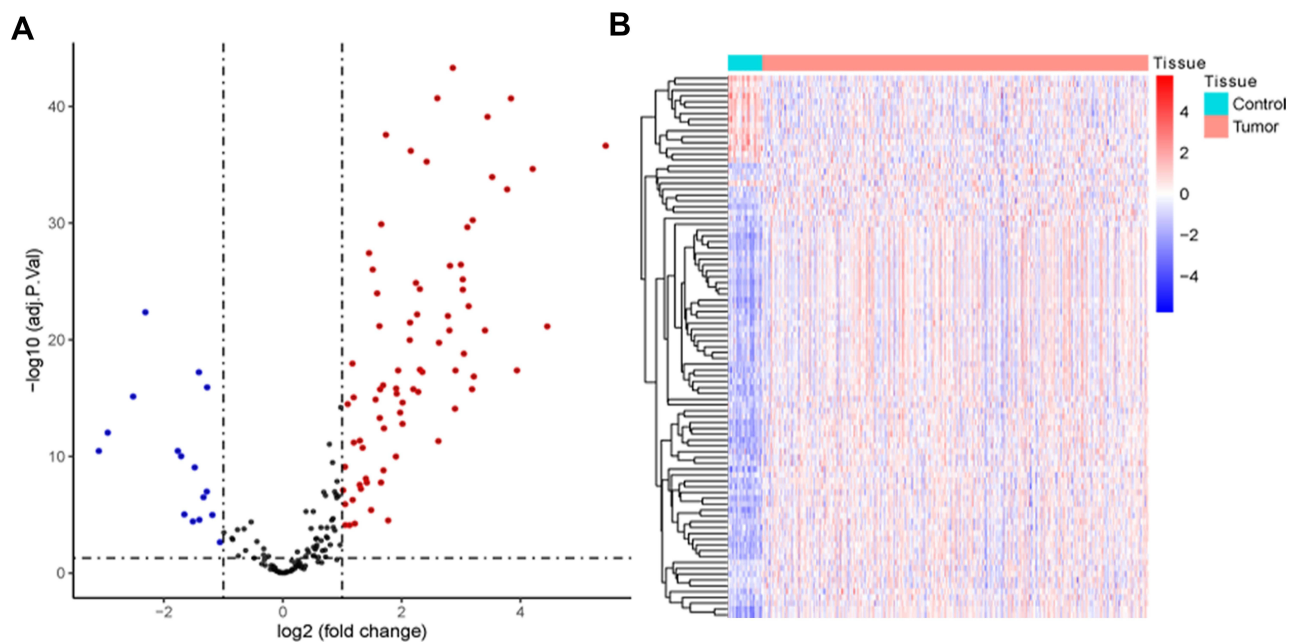 A
B
−log10 (adj.P.Val)
40
30
20
10
0
−2
0
2
4
log2 (fold change)
Tissue
4
2
0
−2
−4
Tissue
Control
Tumor